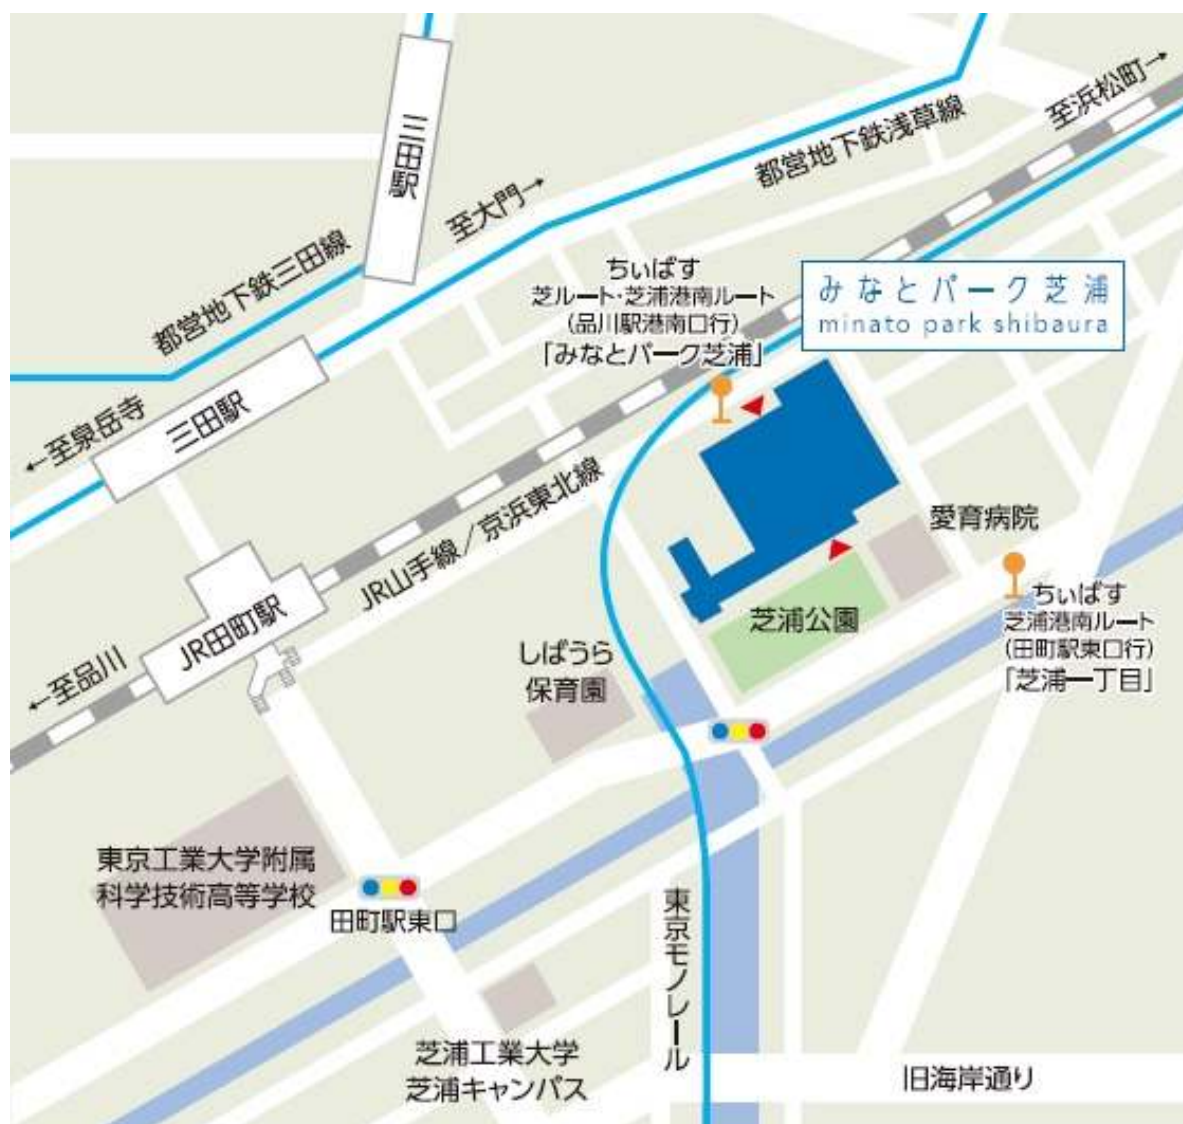 三田駅
至浜松町→
都営地下鉄浅草線
至大門→
都営地下鉄三田線
ちぃばす
芝ルート・芝浦港南ルート
(品川駅港南口行)
「みなとパーク芝浦」
みなとパーク芝浦
minato park shibaura
←至泉岳寺
三田駅
JR山手線/京浜東北線
愛育病院
JR田町駅
←至品川
芝浦公園
ちぃばす
芝浦港南ルート
(田町駅東口行)
「芝浦一丁目」
しばうら
保育園
東京工業大学附属
科学技術高等学校
田町駅東口
東京モノレール
芝浦工業大学
芝浦キャンパス
旧海岸通り